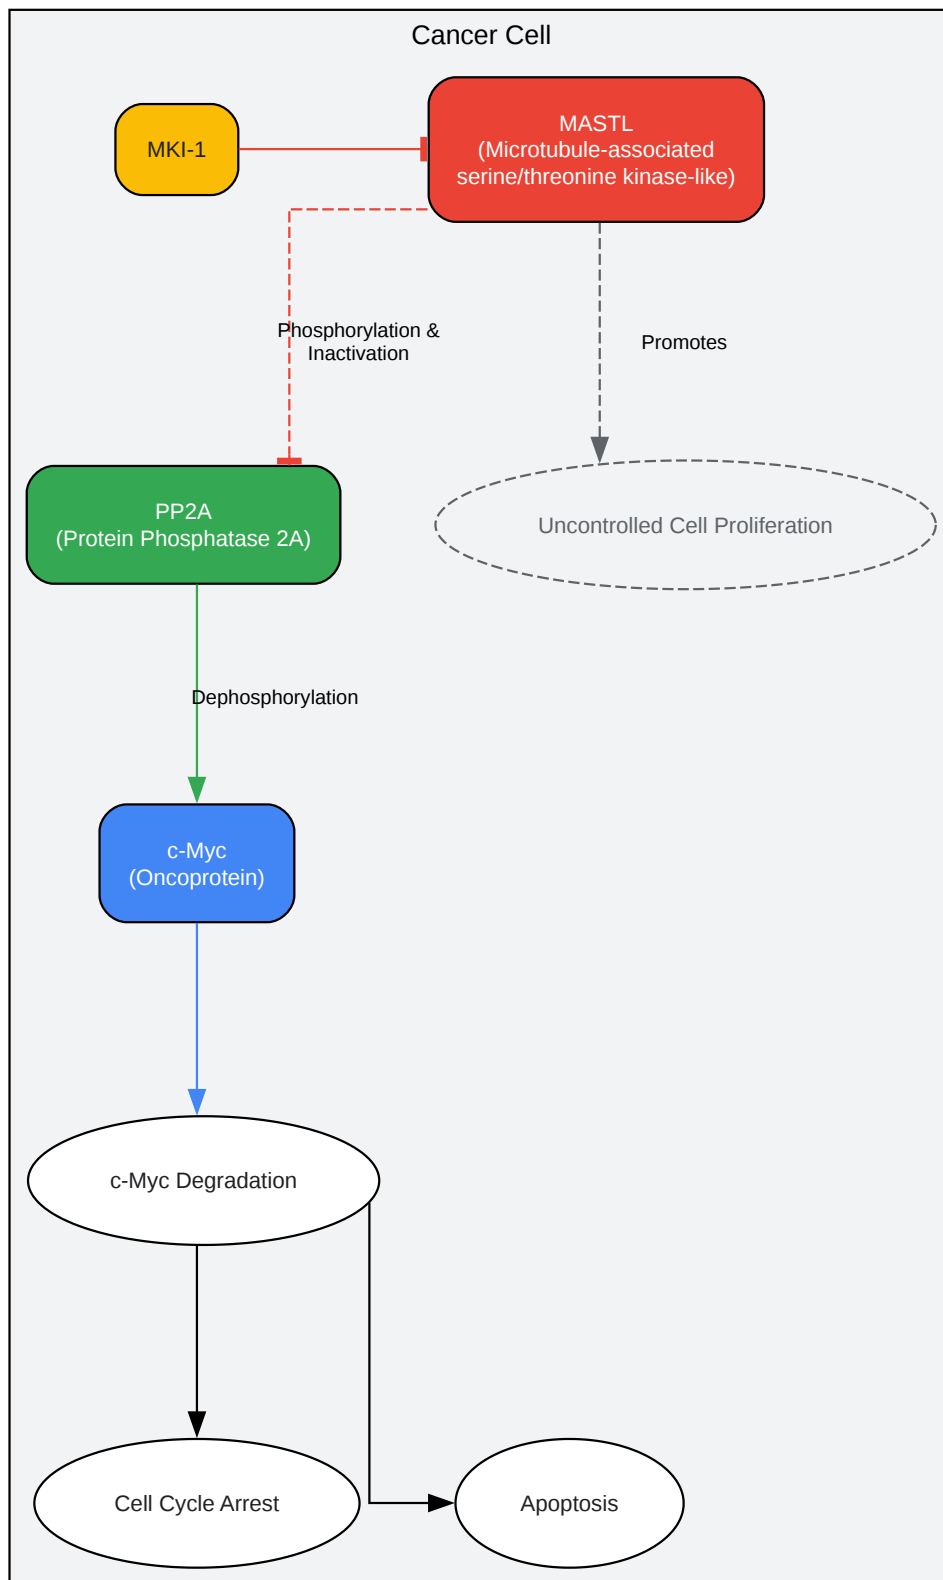 Cancer Cell
MKI-1
MASTL
(Microtubule-associated
serine/threonine kinase-like)
Phosphorylation &
Inactivation
Promotes
PP2A
(Protein Phosphatase 2A)
Uncontrolled Cell Proliferation
Dephosphorylation
c-Myc
(Oncoprotein)
c-Myc Degradation
Cell Cycle Arrest
Apoptosis